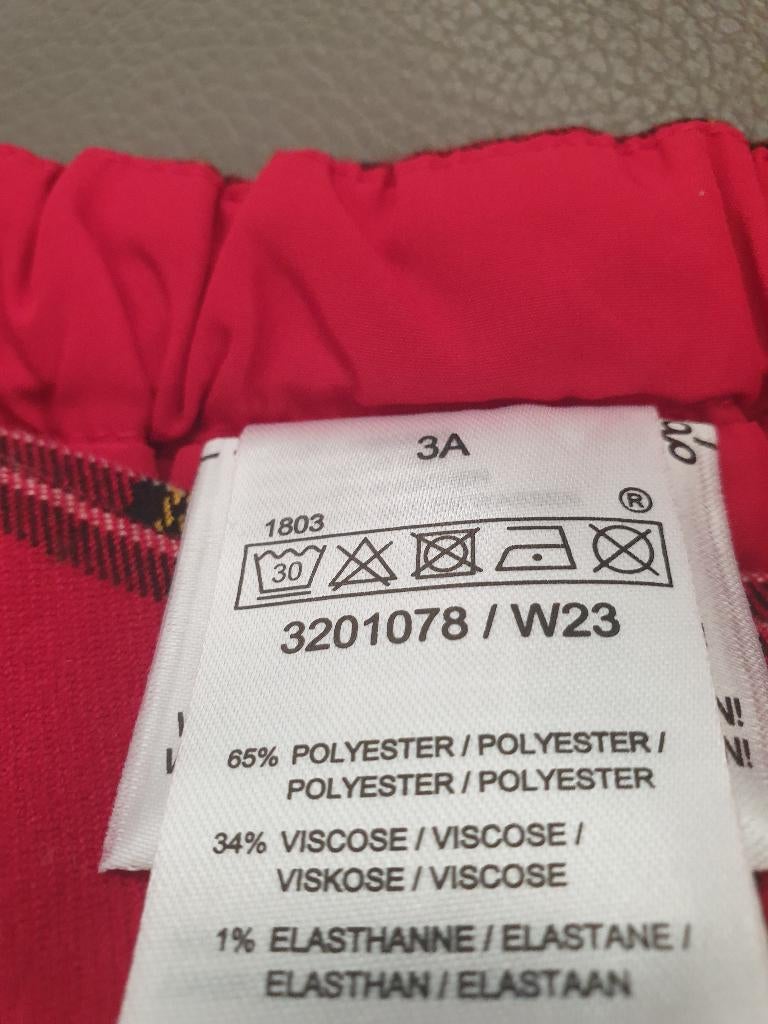 3A
1803
®
30
3201078 / W23
65% POLYESTER / POLYESTER /
POLYESTER / POLYESTER
34% VISCOSE / VISCOSE /
VISKOSE / VISCOSE
1% ELASTHANNE / ELASTANE /
ELASTHAN / ELASTAAN
N!
N!